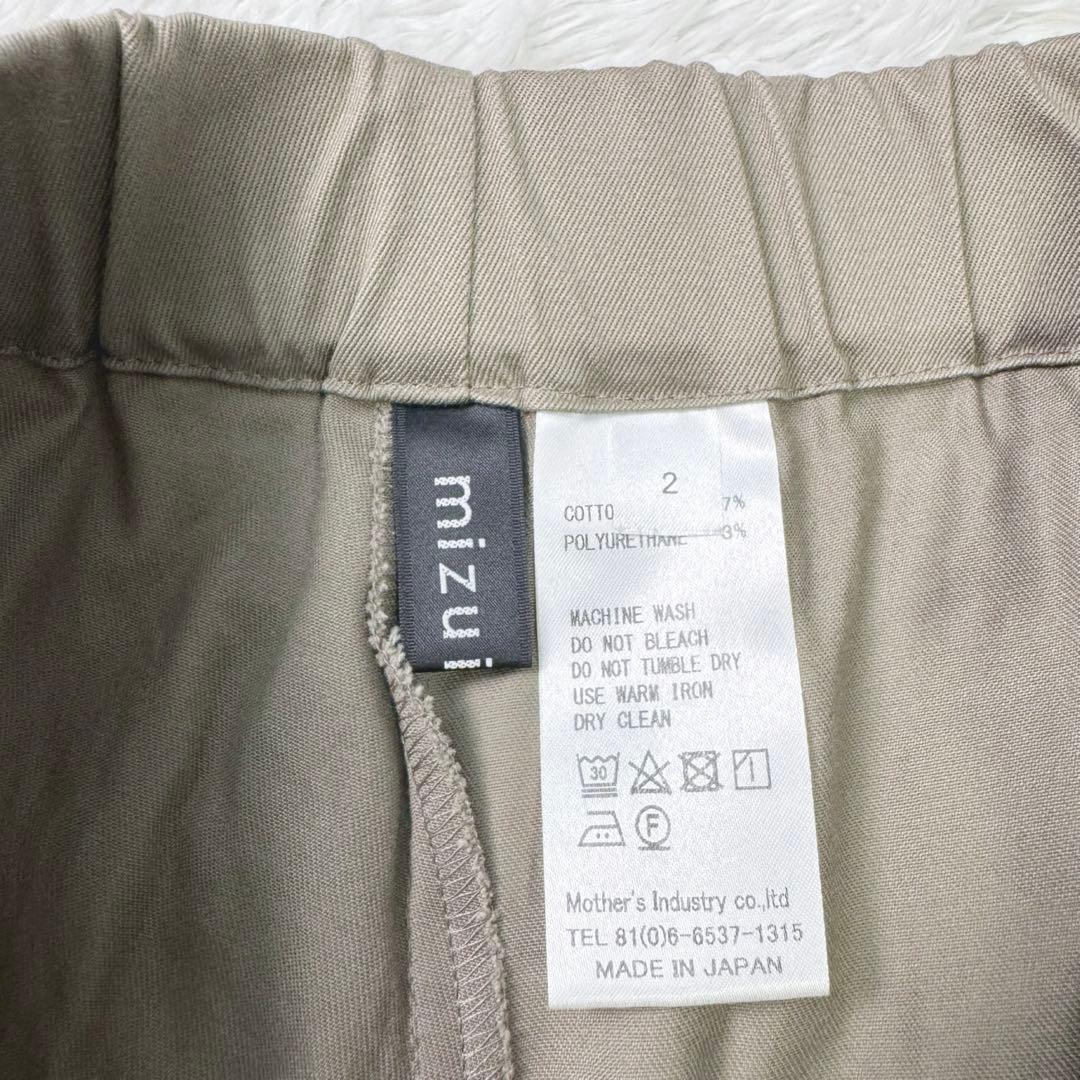 mizuiro
2
COTTO 7%
POLYURETHANE 3%
MACHINE WASH
DO NOT BLEACH
DO NOT TUMBLE DRY
USE WARM IRON
DRY CLEAN
30
F
Mother's Industry co.,ltd
TEL 81(0)6-6537-1315
MADE IN JAPAN